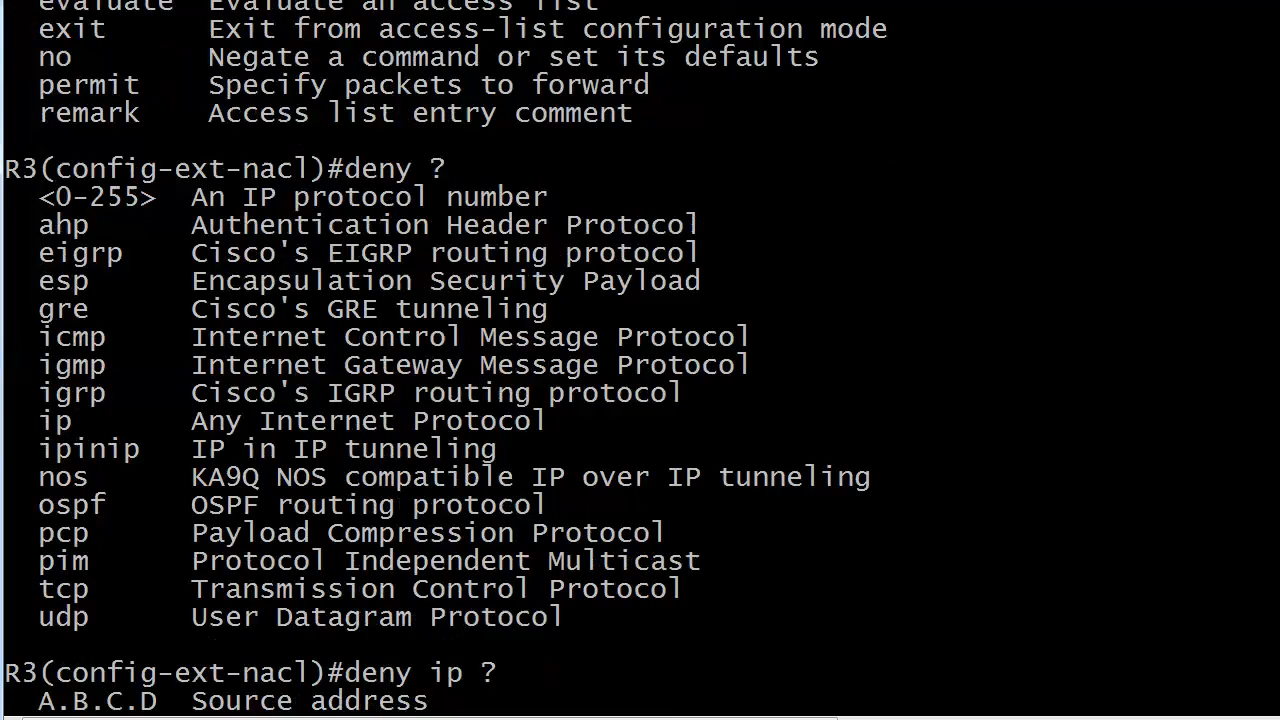 evaluate  Evaluate an access list
exit  Exit from access-list configuration mode
no  Negate a command or set its defaults
permit  Specify packets to forward
remark  Access list entry comment
R3(config-ext-nacl)#deny ?
<0-255>  An IP protocol number
ahp  Authentication Header Protocol
eigrp  Cisco's EIGRP routing protocol
esp  Encapsulation Security Payload
gre  Cisco's GRE tunneling
icmp  Internet Control Message Protocol
igmp  Internet Gateway Message Protocol
igrp  Cisco's IGRP routing protocol
ip  Any Internet Protocol
ipinip  IP in IP tunneling
nos  KA9Q NOS compatible IP over IP tunneling
ospf  OSPF routing protocol
pcp  Payload Compression Protocol
pim  Protocol Independent Multicast
tcp  Transmission Control Protocol
udp  User Datagram Protocol
R3(config-ext-nacl)#deny ip ?
A.B.C.D  Source address